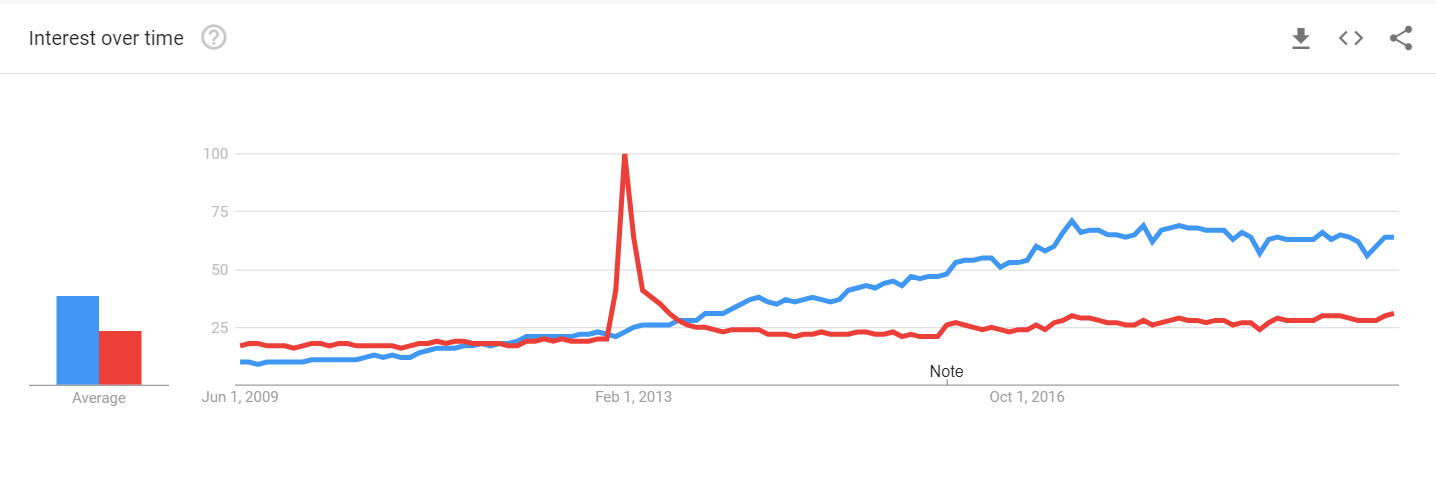 Interest over time
100
75
50
25
Note
Average
Jun 1, 2009
Feb 1, 2013
Oct 1, 2016